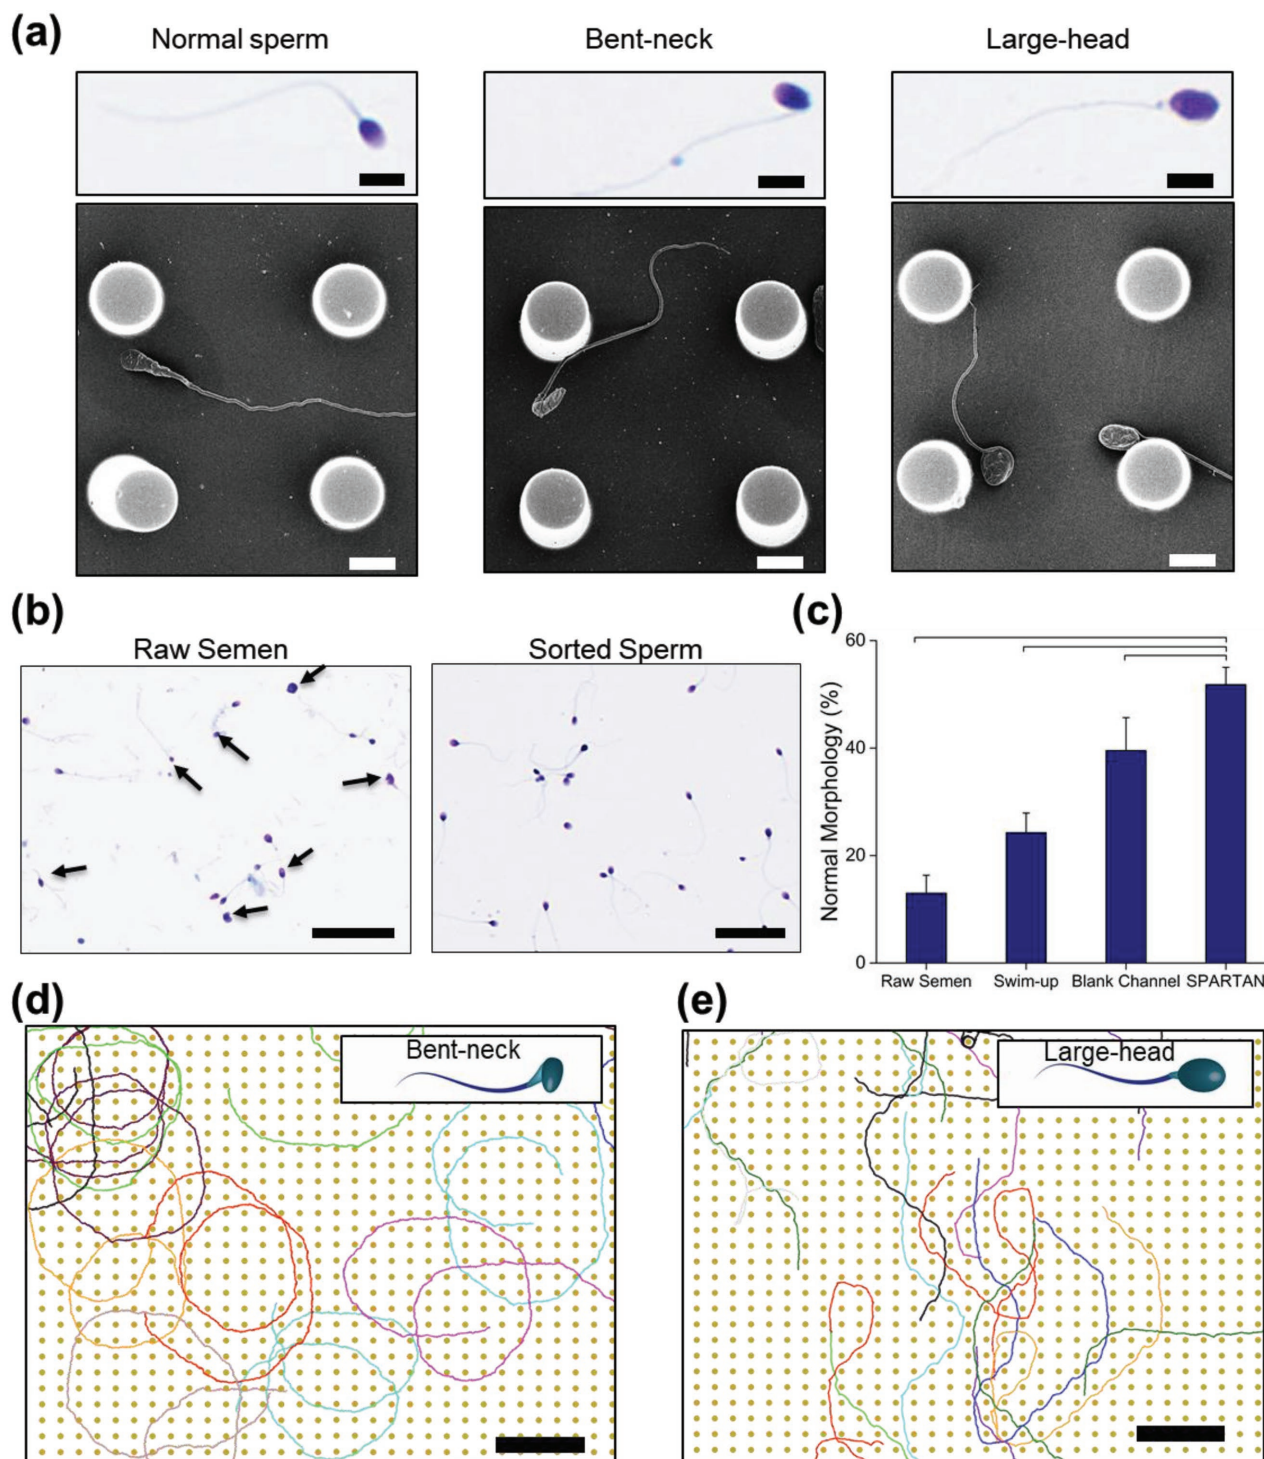 (a)
Normal sperm
Bent-neck
Large-head
(b)
Raw Semen
Sorted Sperm
(c)
Normal Morphology (%)
60
40
20
0
Raw Semen
Swim-up
Blank Channel
SPARTAN
(d)
Bent-neck
(e)
Large-head